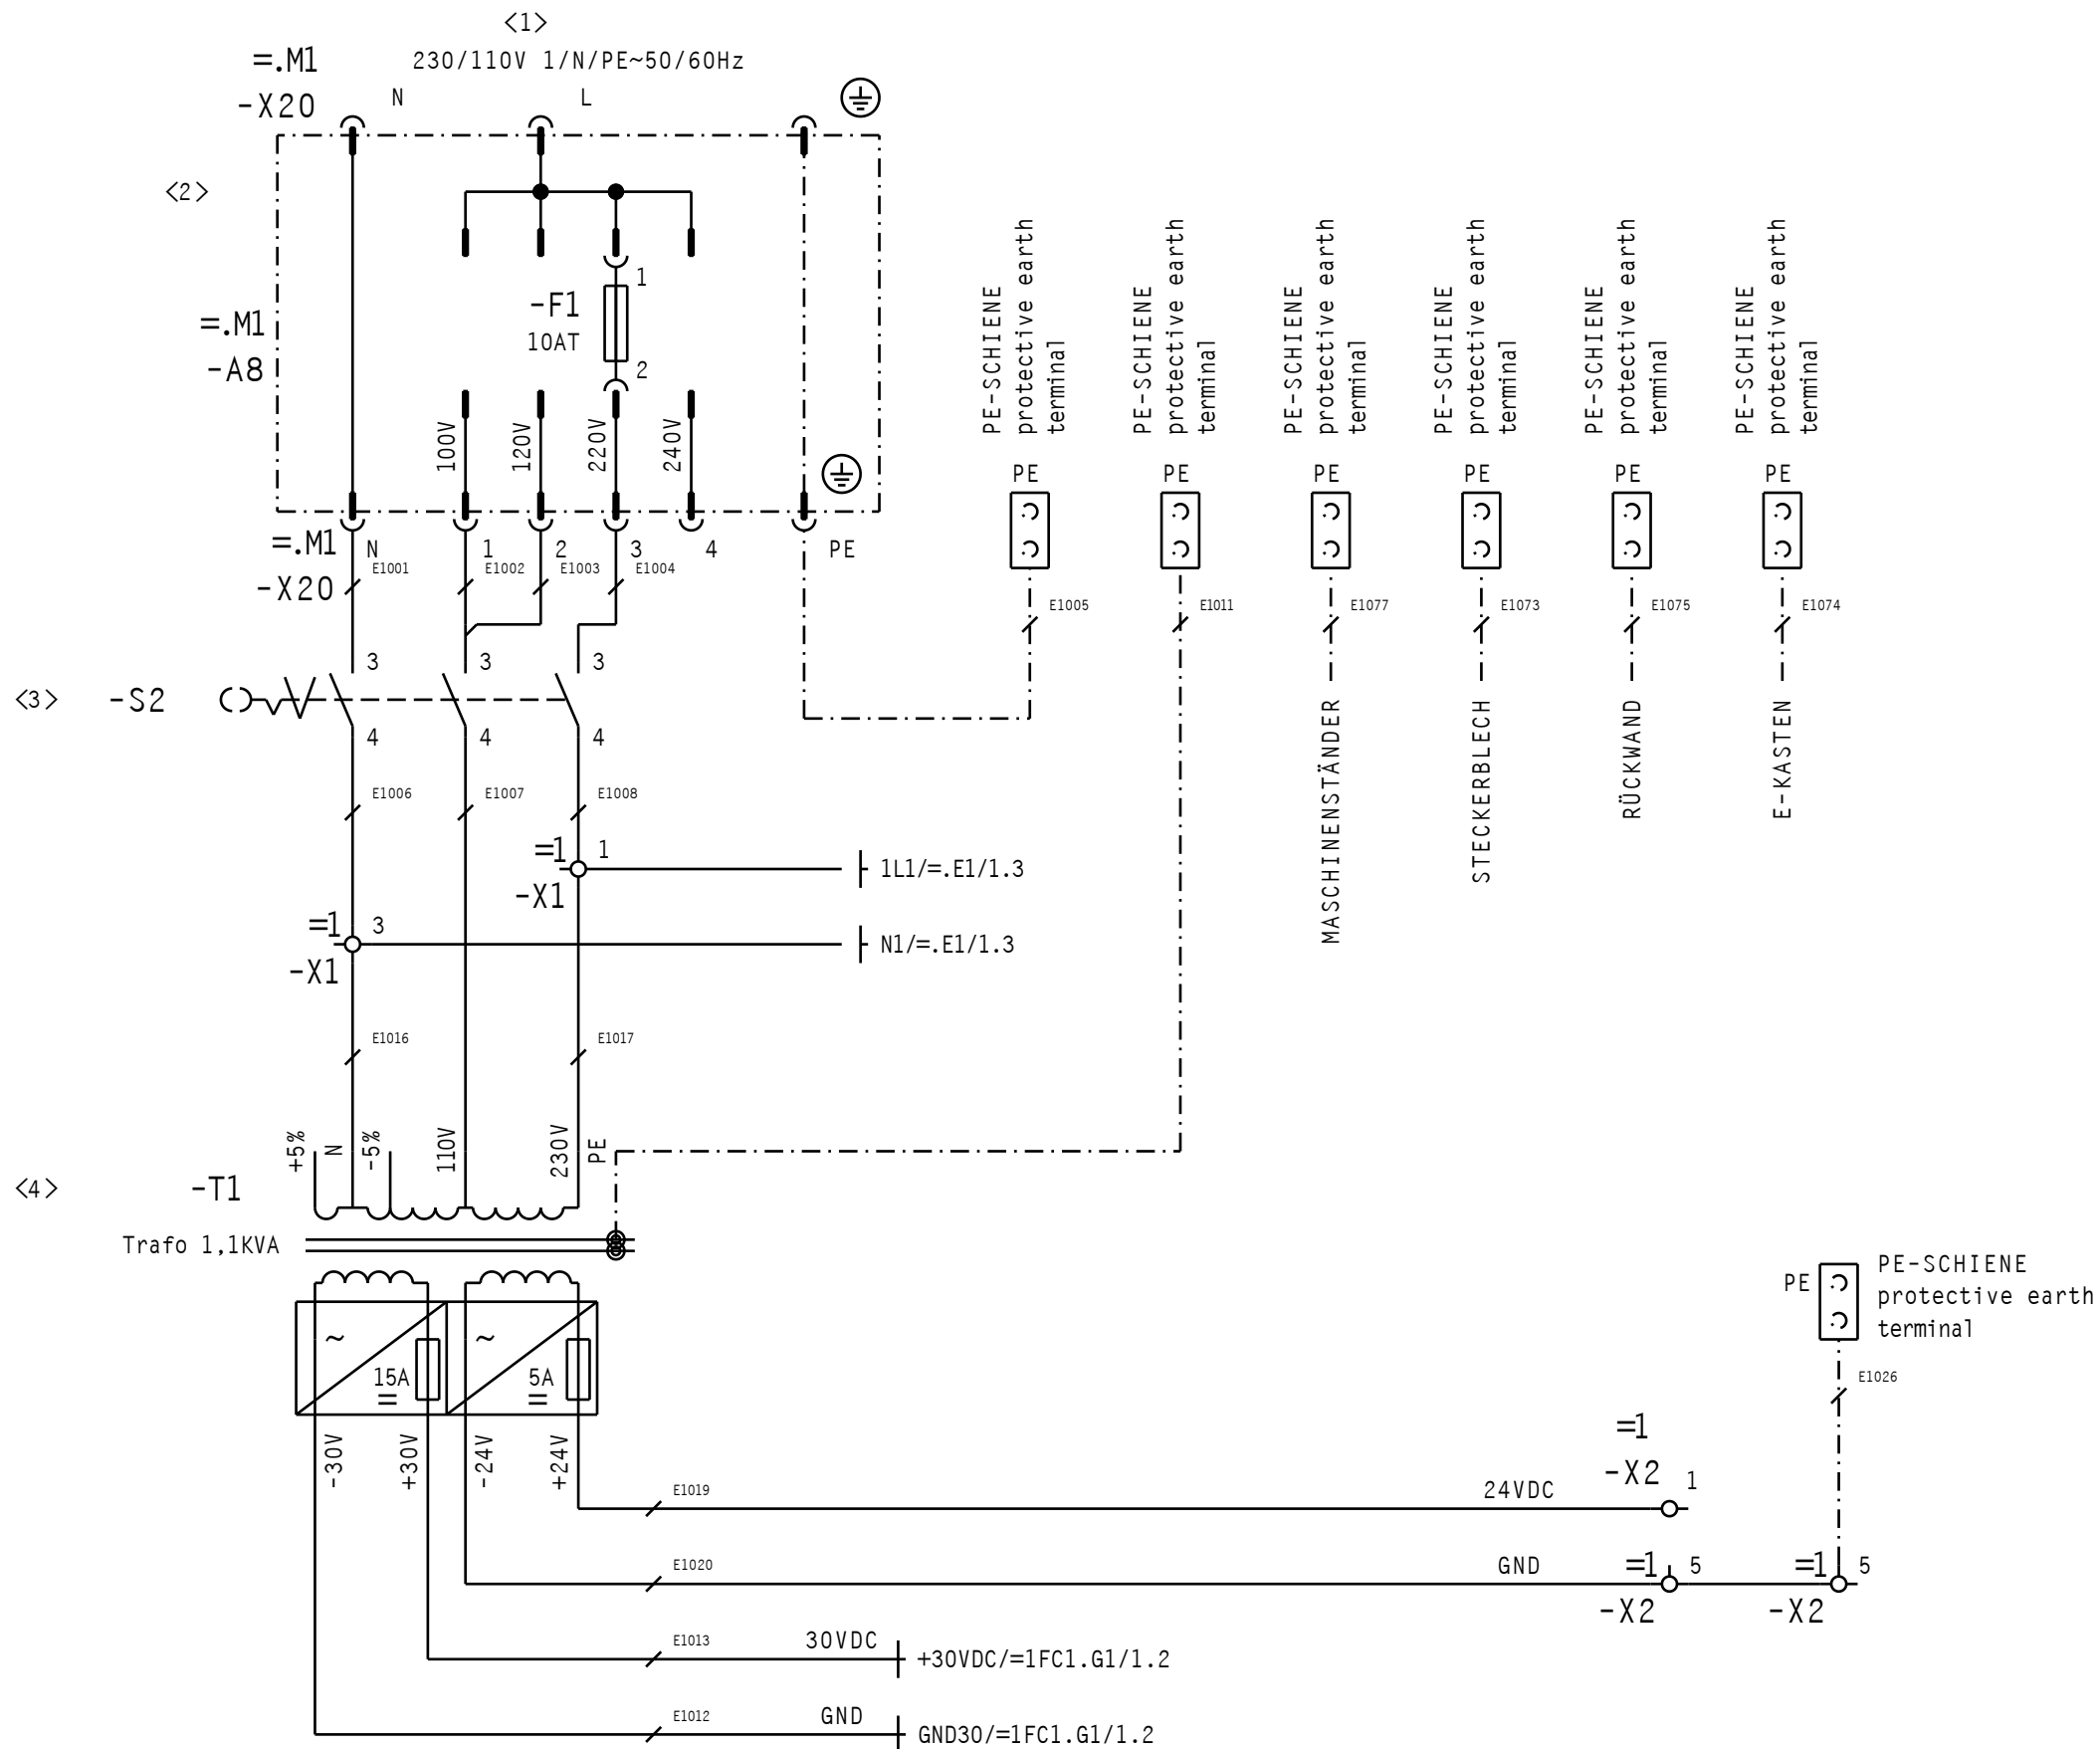 <1>
230/110V 1/N/PE~50/60Hz
=.M1
-X20
N
L
<2>
=.M1
-A8
-F1
10AT
1
2
100V
120V
220V
240V
=.M1
-X20
N
1
2
3
4
PE
E1001
E1002
E1003
E1004
PE-SCHIENE
protective earth
terminal
PE
E1005
PE-SCHIENE
protective earth
terminal
PE
E1011
PE-SCHIENE
protective earth
terminal
PE
E1077
MASCHINENSTÄNDER
PE-SCHIENE
protective earth
terminal
PE
E1073
STECKERBLECH
PE-SCHIENE
protective earth
terminal
PE
E1075
RÜCKWAND
PE-SCHIENE
protective earth
terminal
PE
E1074
E-KASTEN
<3>
-S2
3
3
3
4
4
4
E1006
E1007
E1008
=1
-X1
1
1L1/=.E1/1.3
=1
-X1
3
N1/=.E1/1.3
E1016
E1017
+5%
N
-5%
110V
230V
PE
<4>
-T1
Trafo 1,1KVA
~
15A
=
~
5A
=
-30V
+30V
-24V
+24V
PE
PE-SCHIENE
protective earth
terminal
E1026
E1019
24VDC
=1
-X2
1
E1020
GND
=1
-X2
5
=1
-X2
5
E1013
30VDC
+30VDC/=1FC1.G1/1.2
E1012
GND
GND30/=1FC1.G1/1.2